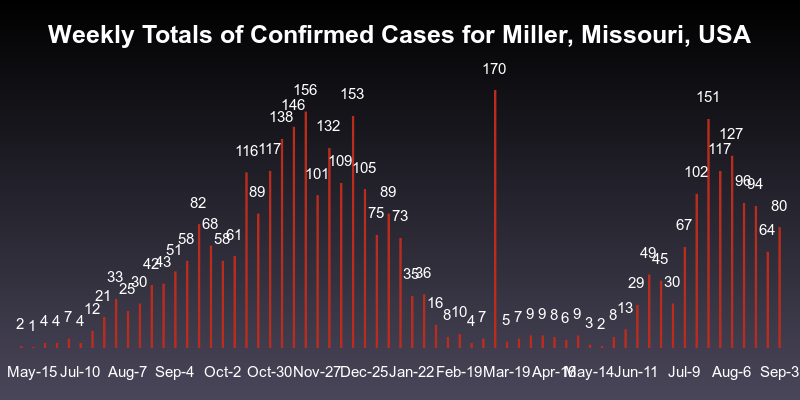 Weekly Totals of Confirmed Cases for Miller, Missouri, USA
2 1 4 4 7 4 12 21 33 25 30 42 43 51 58 82 68 58 61 116 89 117 138 146 156 101 132 109 153 105 75 89 73 35 36 16 8 10 4 7 170 5 7 9 9 8 6 9 3 2 8 13 29 49 45 30 67 102 151 117 127 96 94 64 80
May-15 Jul-10 Aug-7 Sep-4 Oct-2 Oct-30 Nov-27 Dec-25 Jan-22 Feb-19 Mar-19 Apr-16 May-14 Jun-11 Jul-9 Aug-6 Sep-3